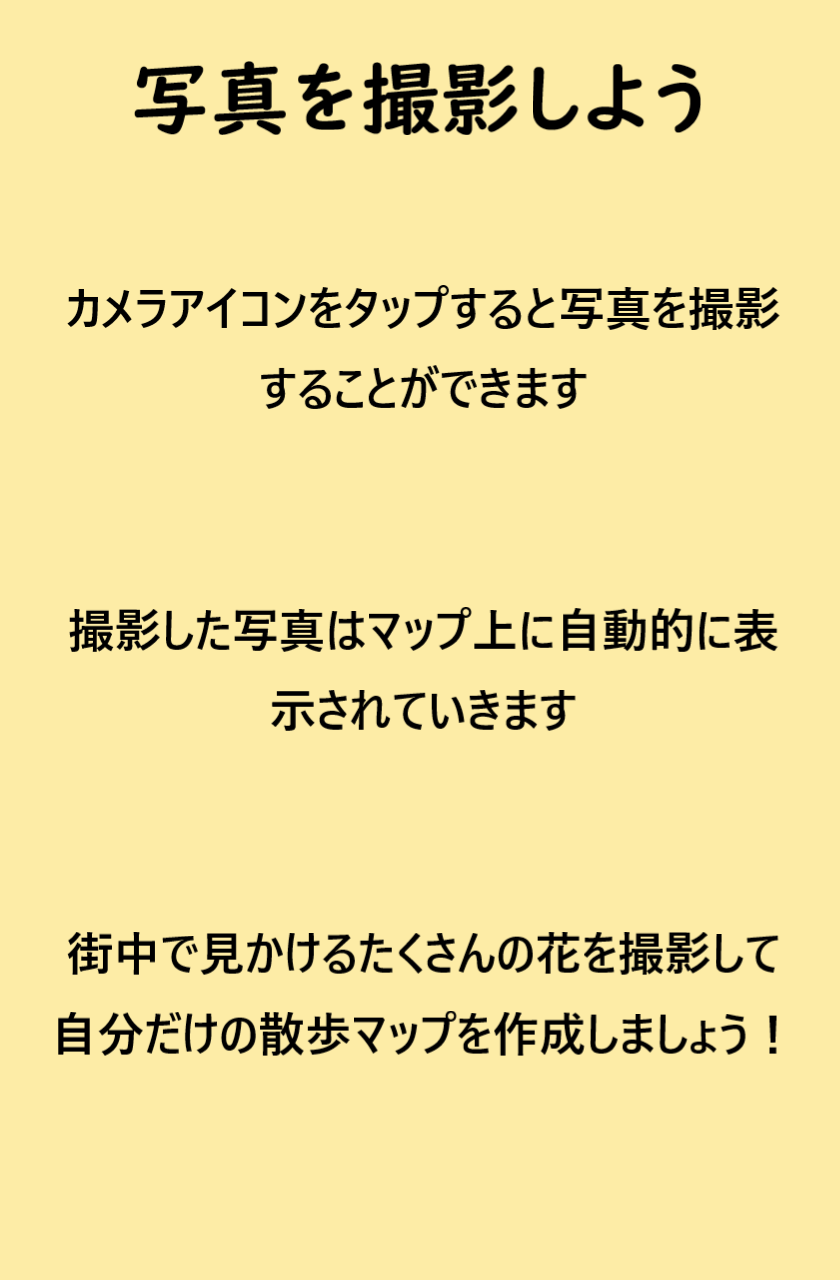 写真を撮影しよう
カメラアイコンをタップすると写真を撮影
することができます
撮影した写真はマップ上に自動的に表
示されていきます
街中で見かけるたくさんの花を撮影して
自分だけの散歩マップを作成しましょう！